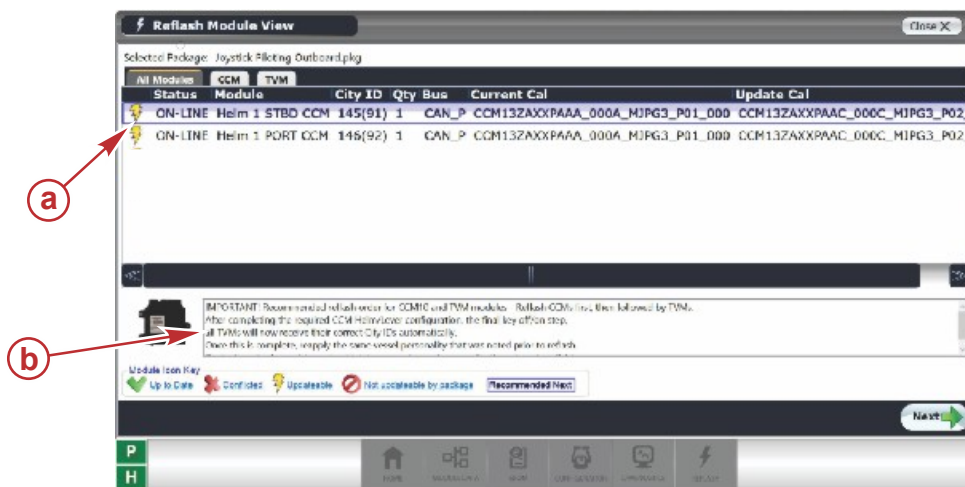 Reflash Module View
Close X
Selected Package: Joystick Piloting Outboard.pkg
All Modules CCM TVM
Status Module City ID Qty Bus Current Cal Update Cal
ON-LINE Helm 1 STBD CCM 145(91) 1 CAN_P CCM13ZAXXPAAA_000A_MJPG3_P01_000 CCM13ZAXXPAAC_000C_MJPG3_P02_
ON-LINE Helm 1 PORT CCM 146(92) 1 CAN_P CCM13ZAXXPAAA_000A_MJPG3_P01_000 CCM13ZAXXPAAC_000C_MJPG3_P02_
a
IMPORTANT! Recommended reflash order for CCM10 and TVM modules - Reflash CCMs first, then followed by TVMs.
After completing the required CCM Helm/Lever configuration, the final key off/on step,
all TVMs will now receive their correct City IDs automatically.
Once this is complete, reapply the same vessel personality that was noted prior to reflash
b
Module Icon Key
Up to Date Conflicted Updateable Not updateable by package Recommended Next
Next
P
H
HOME